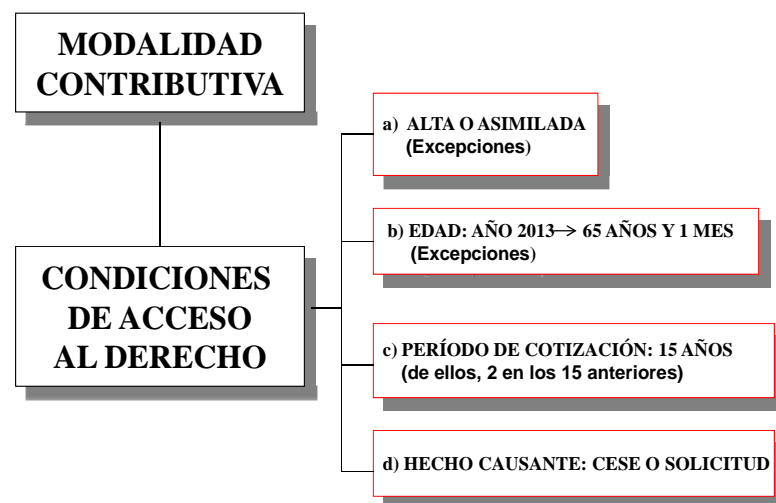 MODALIDAD
CONTRIBUTIVA
CONDICIONES
DE ACCESO
AL DERECHO
a) ALTA O ASIMILADA
(Excepciones)
b) EDAD: AÑO 2013→ 65 AÑOS Y 1 MES
(Excepciones)
c) PERÍODO DE COTIZACIÓN: 15 AÑOS
(de ellos, 2 en los 15 anteriores)
d) HECHO CAUSANTE: CESE O SOLICITUD